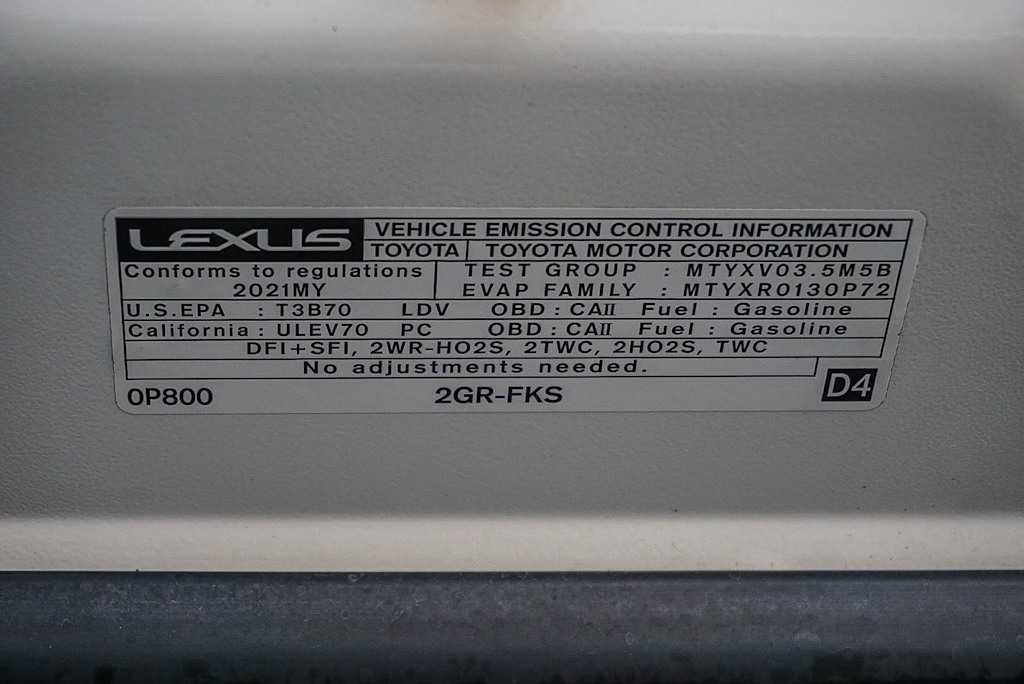 LEXUS VEHICLE EMISSION CONTROL INFORMATION
TOYOTA TOYOTA MOTOR CORPORATION
Conforms to regulations TEST GROUP : MTYXV03.5M5B
2021MY EVAP FAMILY : MTYXR0130P72
U.S.EPA : T3B70 LDV OBD : CAII Fuel : Gasoline
California : ULEV70 PC OBD : CAII Fuel : Gasoline
DFI+SFI, 2WR-HO2S, 2TWC, 2HO2S, TWC
No adjustments needed.
0P800 2GR-FKS D4